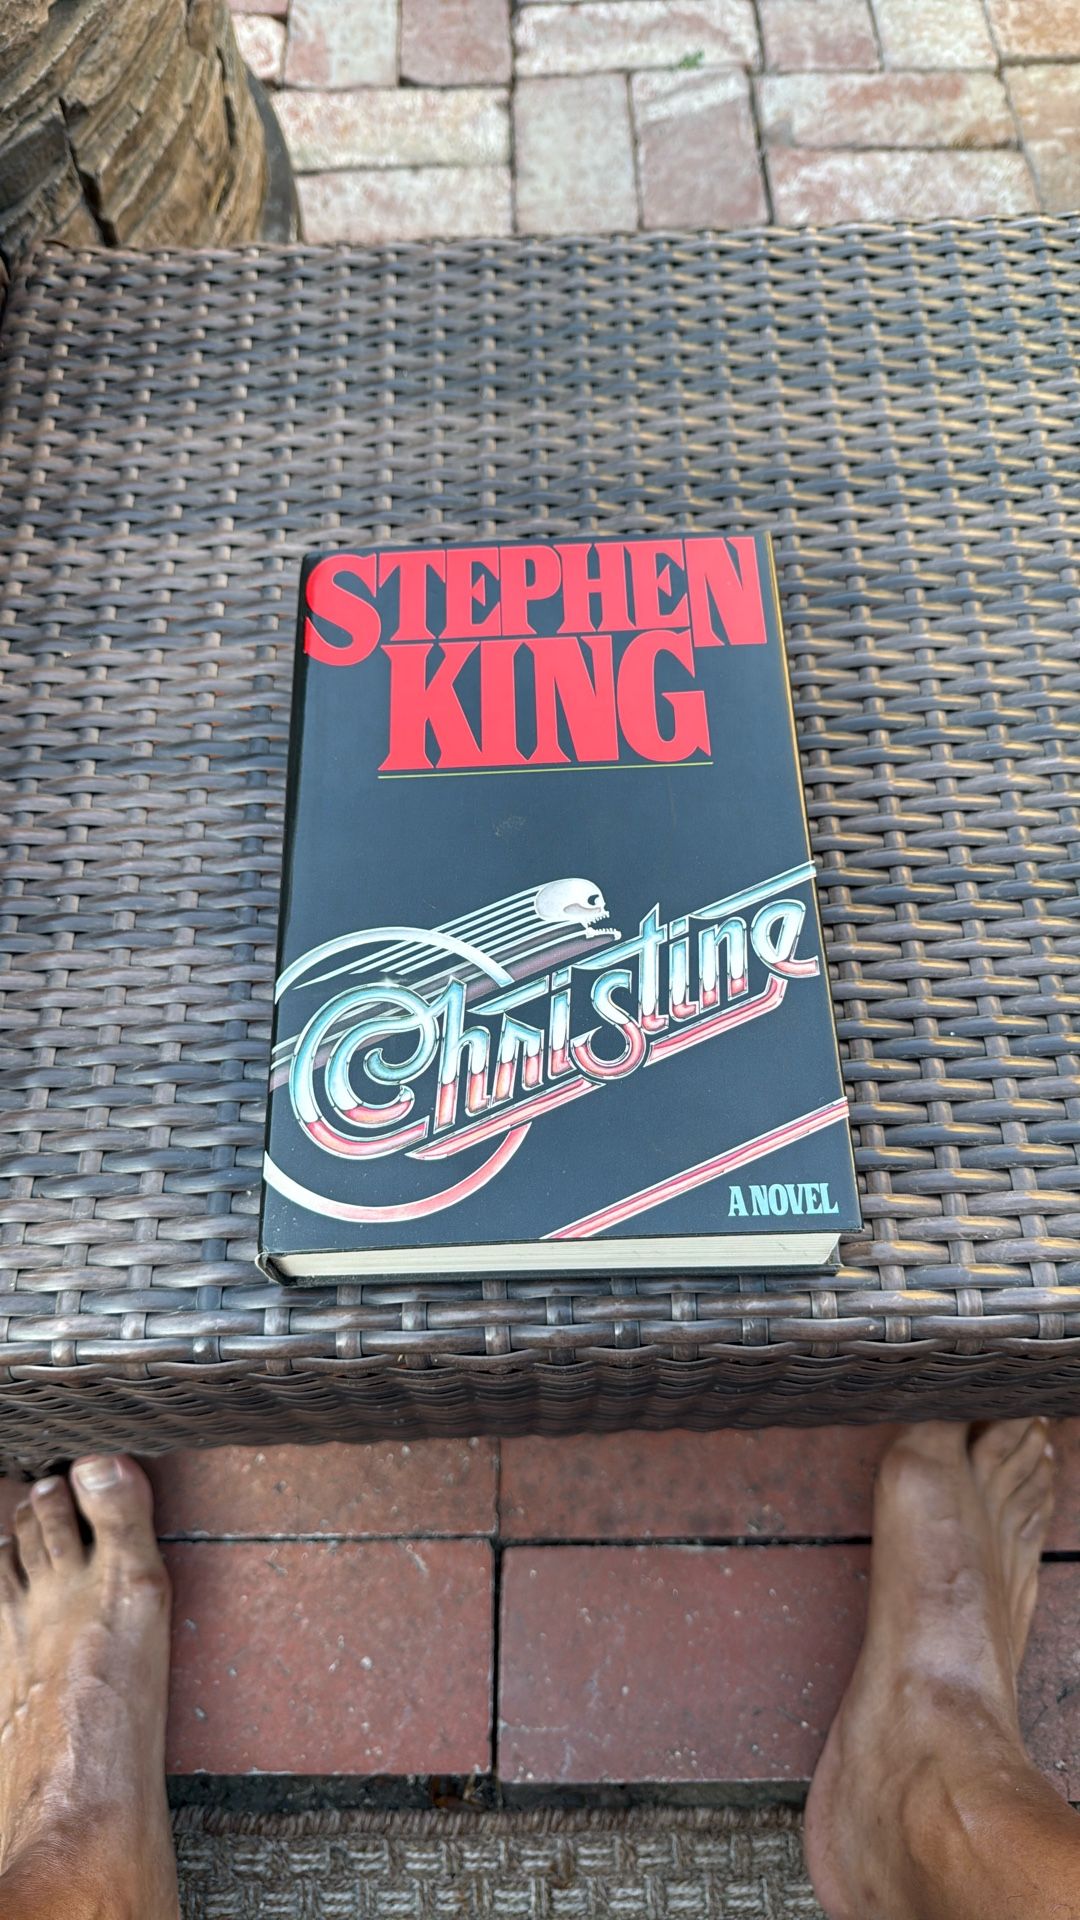 STEPHEN
KING
Christine
A NOVEL